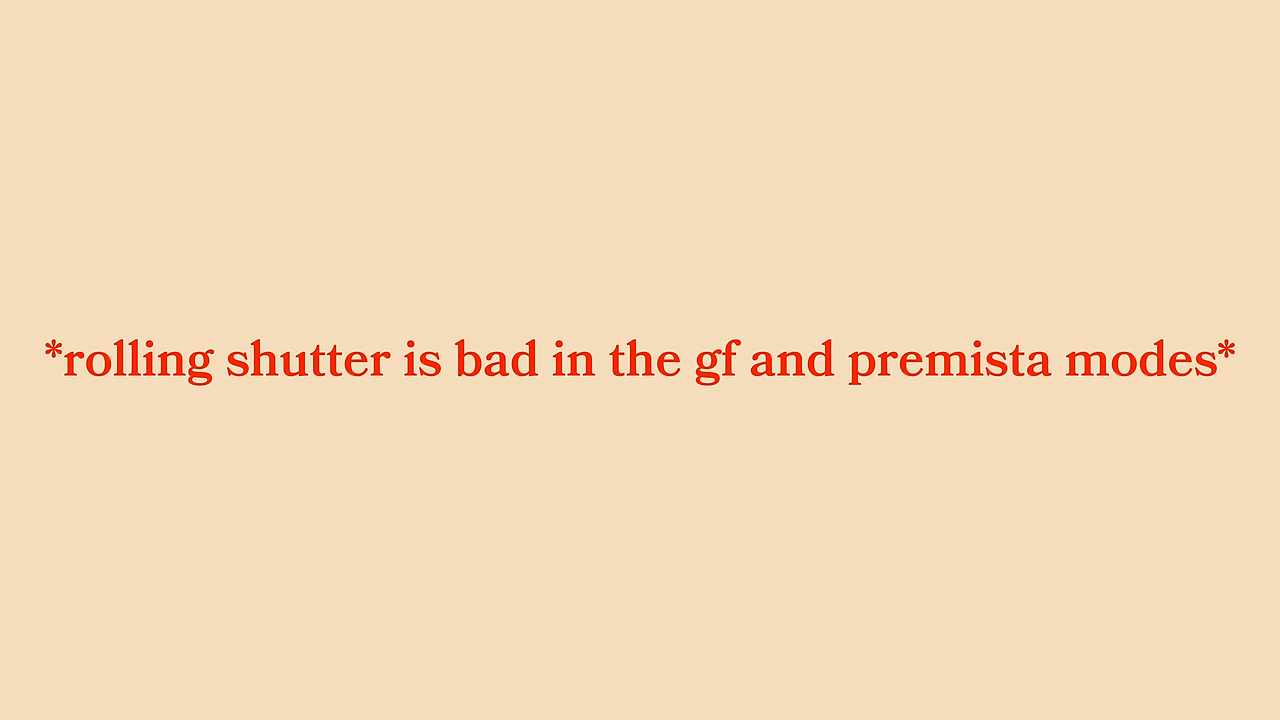 *rolling shutter is bad in the gf and premista modes*